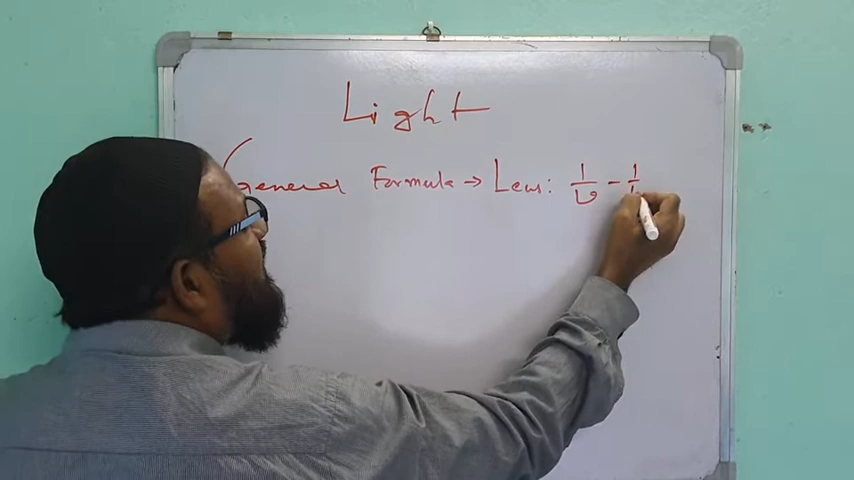 Light
General Formula → Lens: 1/v - 1/